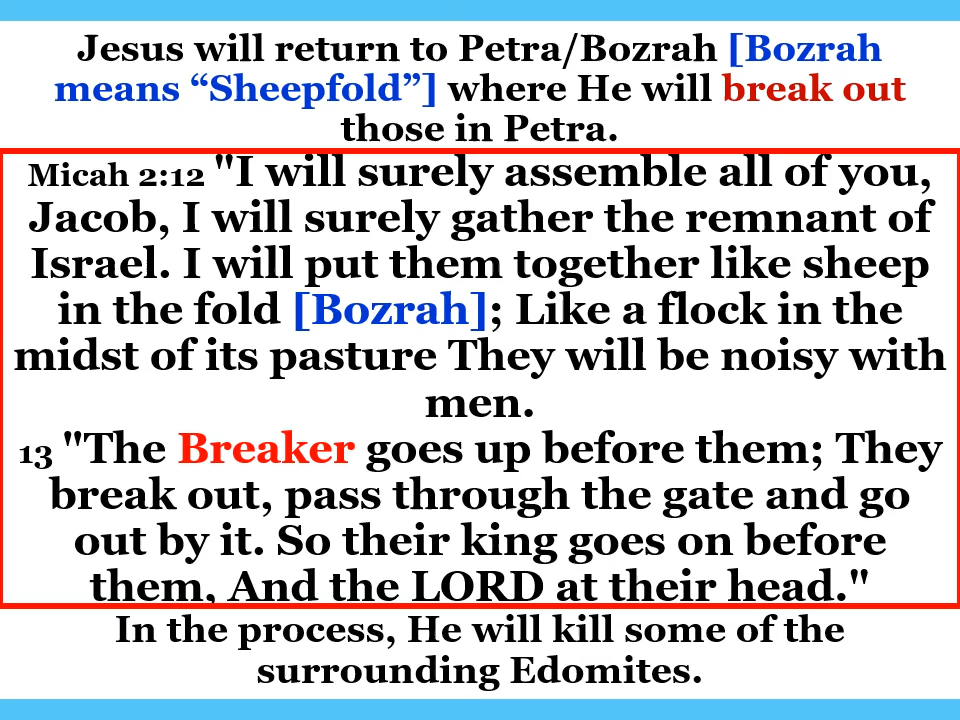 Jesus will return to Petra/Bozrah [Bozrah
means “Sheepfold”] where He will break out
those in Petra.
Micah 2:12 "I will surely assemble all of you,
Jacob, I will surely gather the remnant of
Israel. I will put them together like sheep
in the fold [Bozrah]; Like a flock in the
midst of its pasture They will be noisy with
men.
13 "The Breaker goes up before them; They
break out, pass through the gate and go
out by it. So their king goes on before
them, And the LORD at their head."
In the process, He will kill some of the
surrounding Edomites.